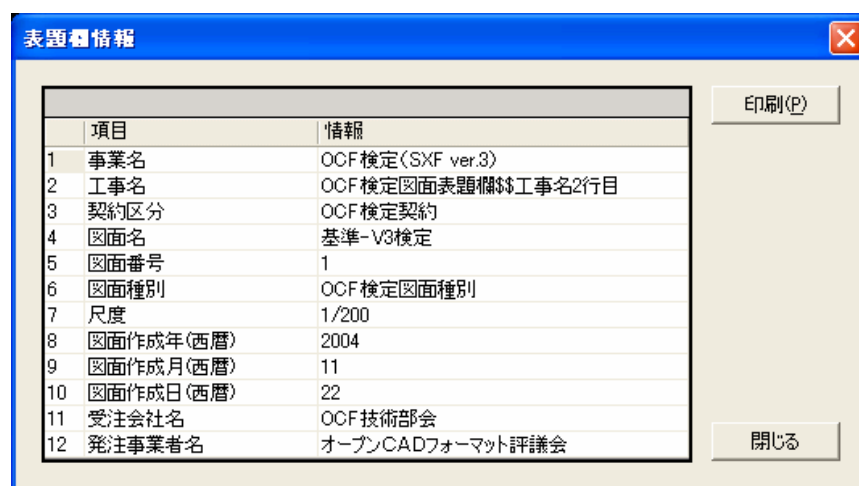 表題欄情報
印刷(P)
項目 情報
1 事業名 OCF検定(SXF ver.3)
2 工事名 OCF検定図面表題欄$$工事名2行目
3 契約区分 OCF検定契約
4 図面名 基準-V3検定
5 図面番号 1
6 図面種別 OCF検定図面種別
7 尺度 1/200
8 図面作成年(西暦) 2004
9 図面作成月(西暦) 11
10 図面作成日(西暦) 22
11 受注会社名 OCF技術部会
12 発注事業者名 オープンCADフォーマット評議会
閉じる